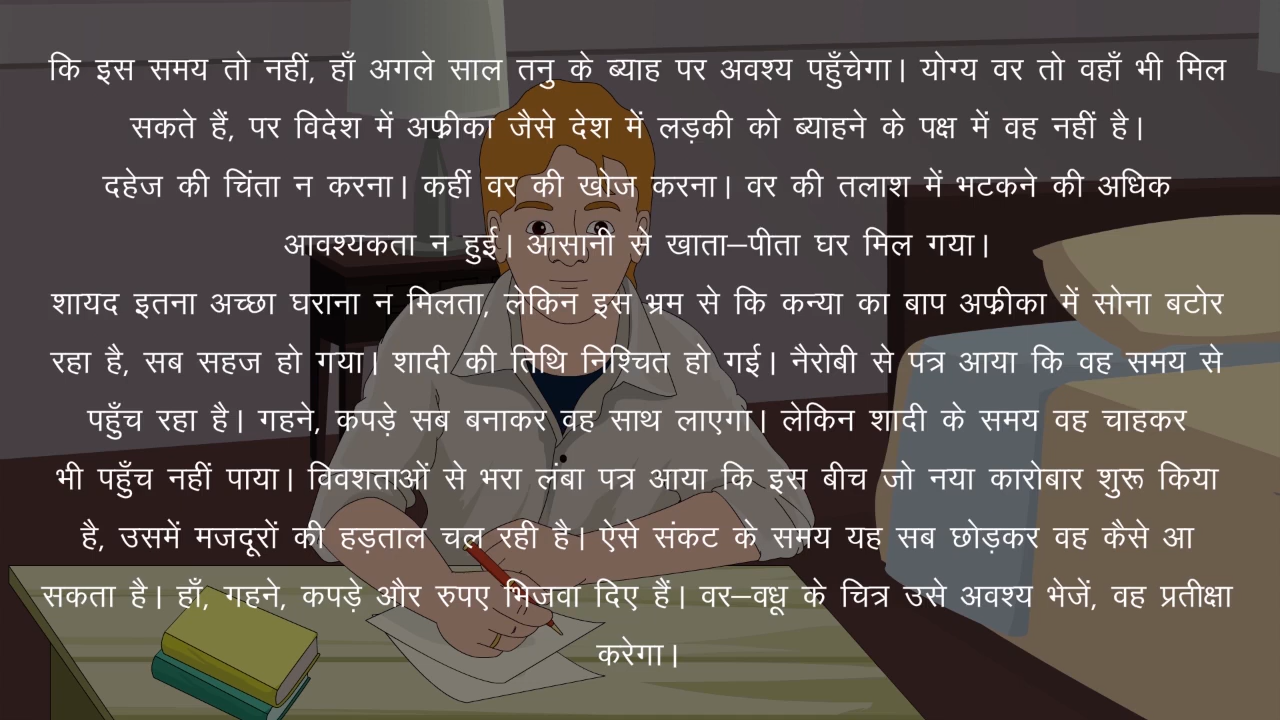 कि इस समय तो नहीं, हाँ अगले साल तनु के ब्याह पर अवश्य पहुँचेगा। योग्य वर तो वहाँ भी मिल
सकते हैं, पर विदेश में अफ्रीका जैसे देश में लड़की को ब्याहने के पक्ष में वह नहीं है।
दहेज की चिंता न करना। कहीं वर की खोज करना। वर की तलाश में भटकने की अधिक
आवश्यकता न हुई। आसानी से खाता–पीता घर मिल गया।
शायद इतना अच्छा घराना न मिलता, लेकिन इस भ्रम से कि कन्या का बाप अफ्रीका में सोना बटोर
रहा है, सब सहज हो गया। शादी की तिथि निश्चित हो गई। नैरोबी से पत्र आया कि वह समय से
पहुँच रहा है। गहने, कपड़े सब बनाकर वह साथ लाएगा। लेकिन शादी के समय वह चाहकर
भी पहुँच नहीं पाया। विवशताओं से भरा लंबा पत्र आया कि इस बीच जो नया कारोबार शुरू किया
है, उसमें मजदूरों की हड़ताल चल रही है। ऐसे संकट के समय यह सब छोड़कर वह कैसे आ
सकता है। हाँ, गहने, कपड़े और रुपए भिजवा दिए हैं। वर–वधू के चित्र उसे अवश्य भेजें, वह प्रतीक्षा
करेगा।